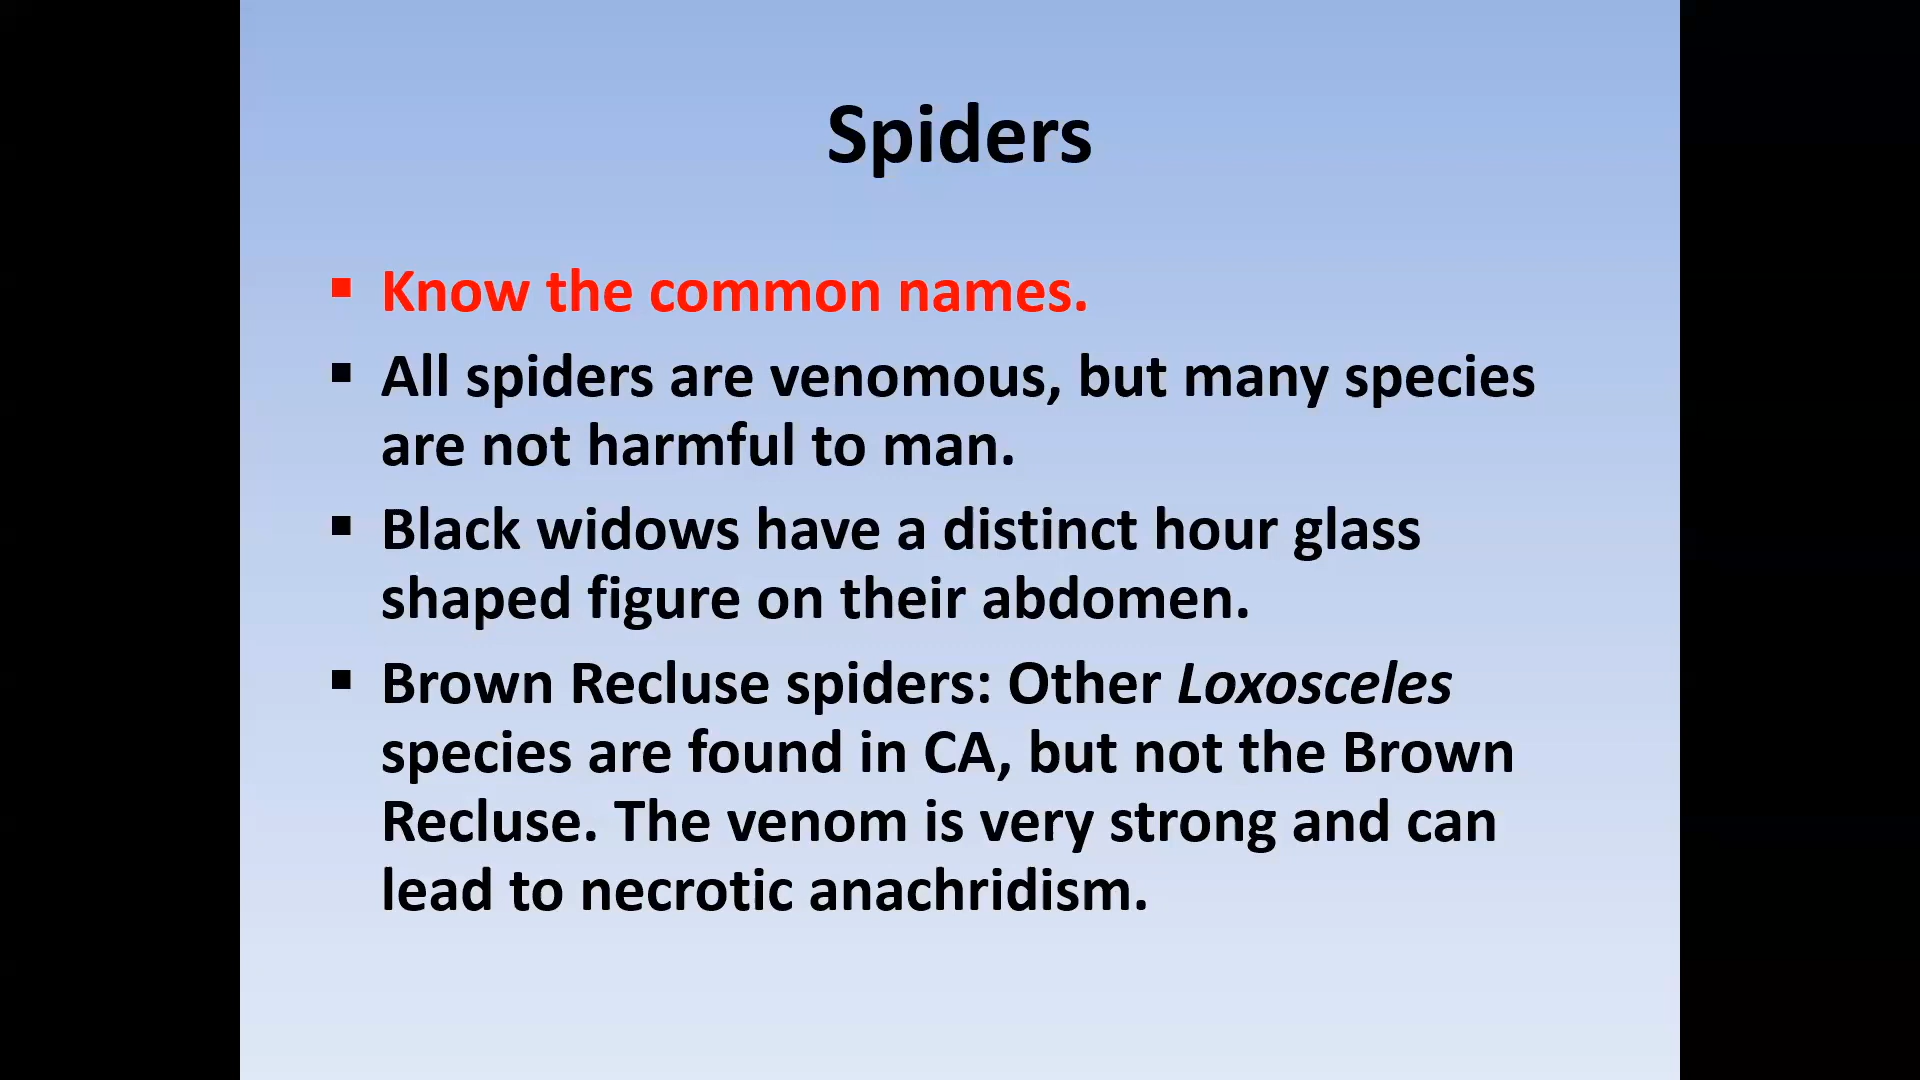 Spiders
▪ Know the common names.
▪ All spiders are venomous, but many species
are not harmful to man.
▪ Black widows have a distinct hour glass
shaped figure on their abdomen.
▪ Brown Recluse spiders: Other Loxosceles
species are found in CA, but not the Brown
Recluse. The venom is very strong and can
lead to necrotic anachridism.